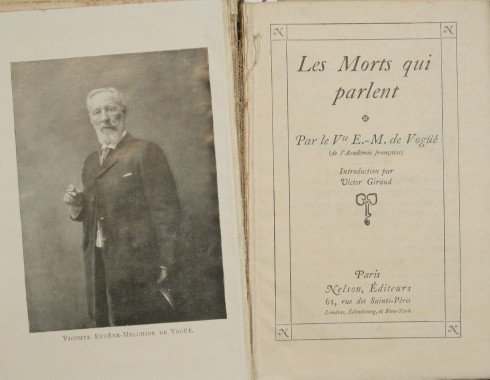 Vicomte Eugène-Melchior de Vogüé.
N N
Les Morts qui
parlent
Par le Vte E.-M. de Vogüé
(de l'Académie française)
Introduction par
Victor Giraud
Paris
Nelson, Éditeurs
61, rue des Saints-Pères
Londres, Édimbourg, et New-York
N N